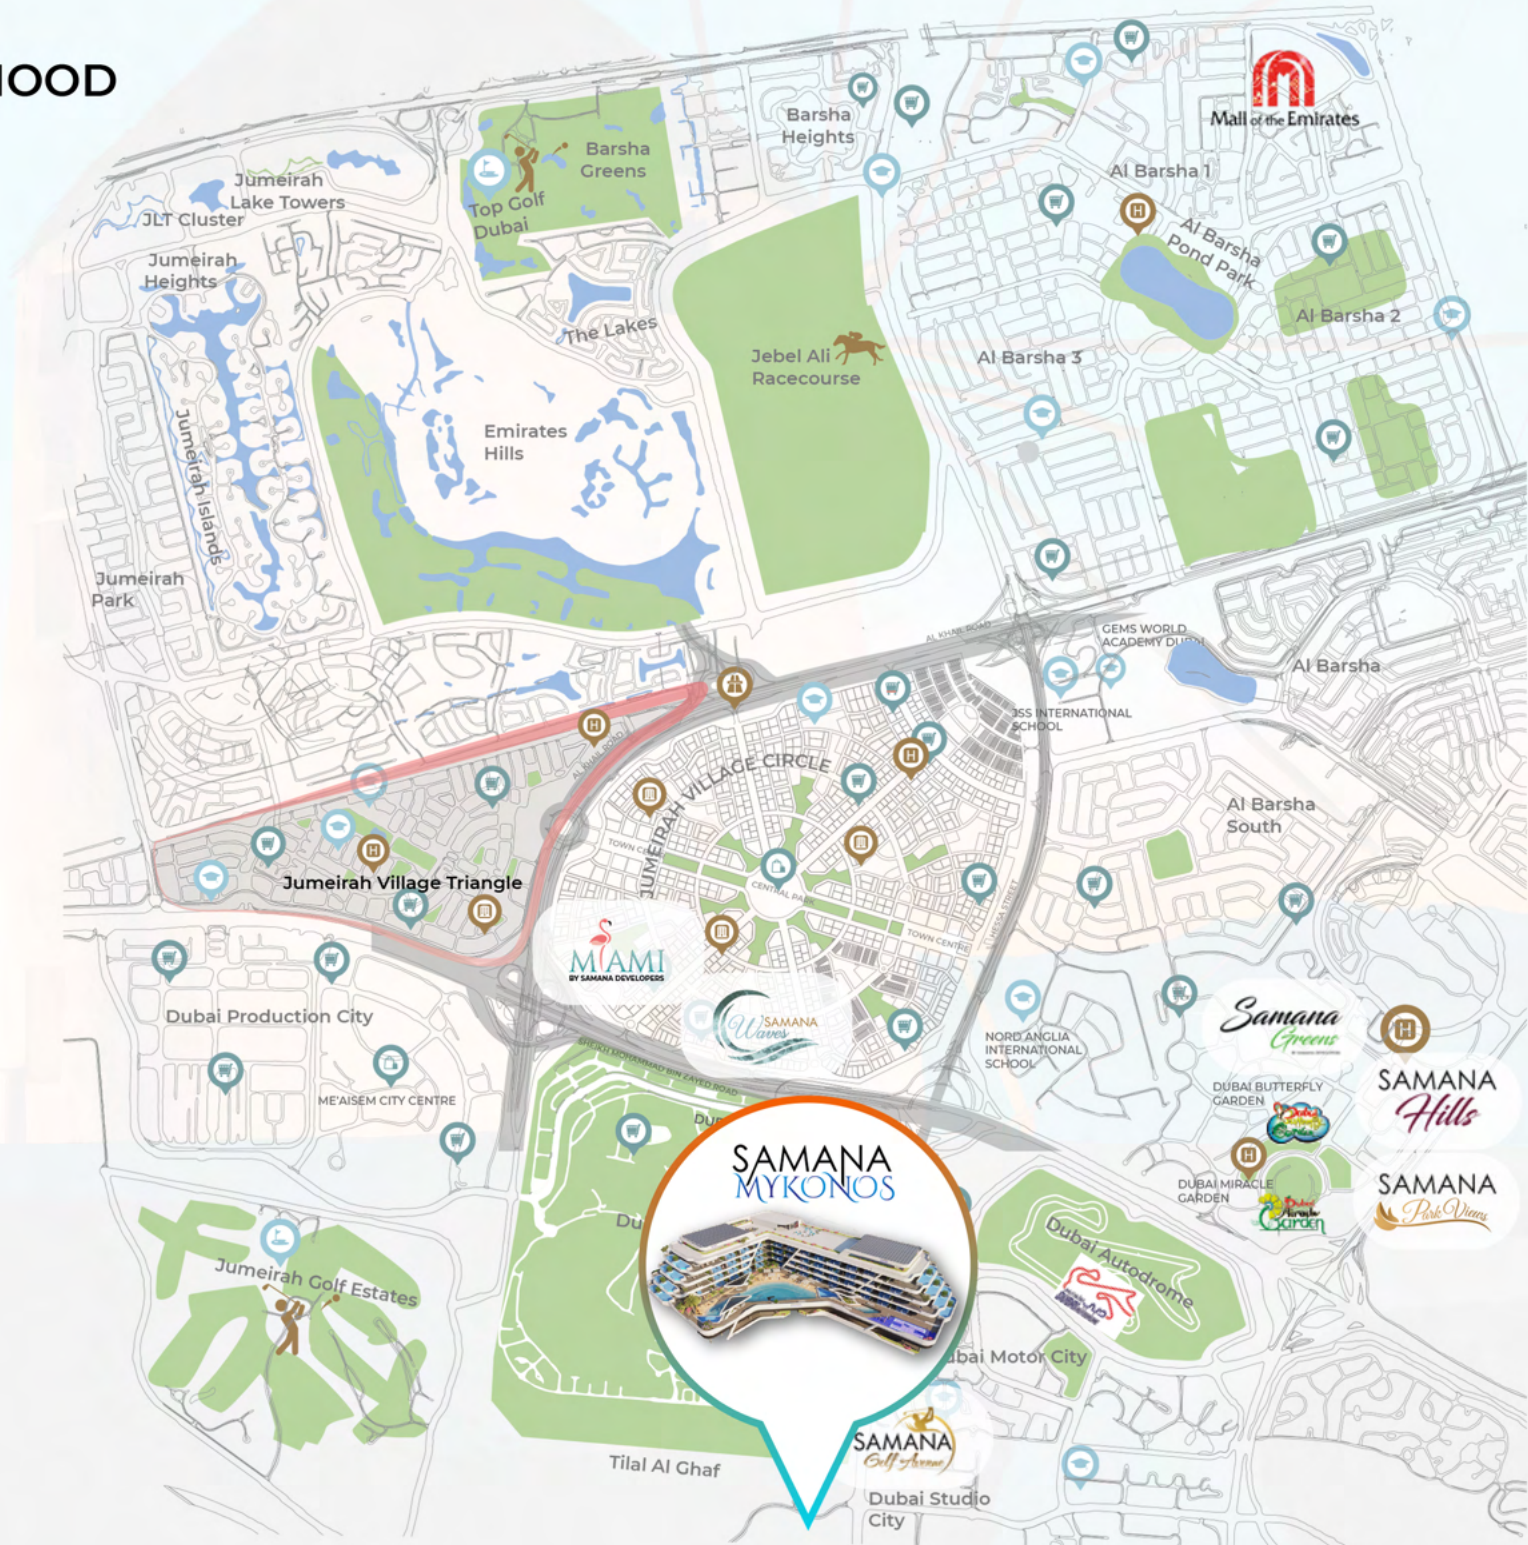 HOOD
Mall of the Emirates
Barsha
Heights
Barsha
Greens
Top Golf
Dubai
Jumeirah
Lake Towers
JLT Cluster
Jumeirah
Heights
Al Barsha 1
Al Barsha
Pond Park
Al Barsha 2
Al Barsha 3
The Lakes
Jebel Ali
Racecourse
Emirates
Hills
Jumeirah Islands
Jumeirah
Park
AL KHAIL ROAD
GEMS WORLD
ACADEMY DUBAI
Al Barsha
JSS INTERNATIONAL
SCHOOL
AL KHAIL ROAD
JUMEIRAH VILLAGE CIRCLE
Al Barsha
South
TOWN CENTRE
CENTRAL PARK
TOWN CENTRE
HESSA STREET
Jumeirah Village Triangle
MIAMI
BY SAMANA DEVELOPERS
SAMANA
Waves
Dubai Production City
ME'AISEM CITY CENTRE
NORD ANGLIA
INTERNATIONAL
SCHOOL
Samana
Greens
SAMANA
Hills
DUBAI BUTTERFLY
GARDEN
DUBAI MIRACLE
GARDEN
Dubai
Miracle
Garden
SAMANA
Park Views
SHEIKH MOHAMMAD BIN ZAYED ROAD
SAMANA
MYKONOS
Du
Dubai Autodrome
Jumeirah Golf Estates
bai Motor City
SAMANA
Golf Avenue
Tilal Al Ghaf
Dubai Studio
City